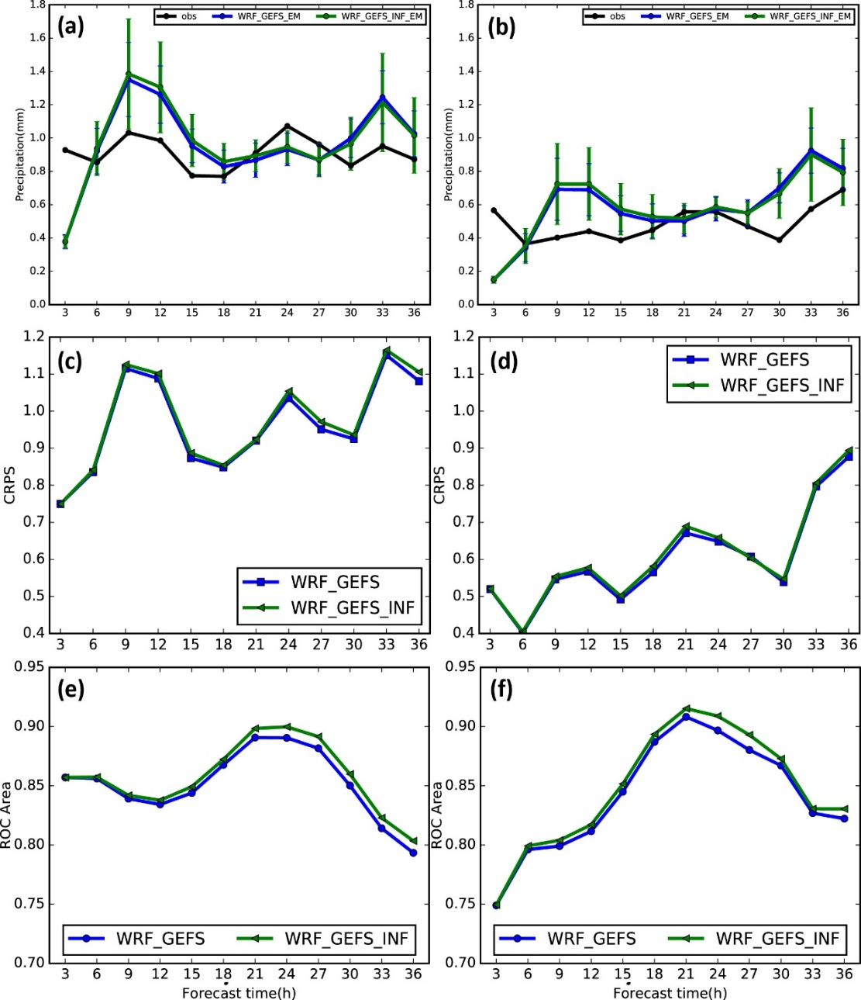 (a)
obs WRF_GEFS_EM WRF_GEFS_INF_EM
1.8
1.6
1.4
1.2
1.0
0.8
0.6
0.4
0.2
0.0
Precipitation(mm)
3 6 9 12 15 18 21 24 27 30 33 36
(b)
obs WRF_GEFS_EM WRF_GEFS_INF_EM
1.8
1.6
1.4
1.2
1.0
0.8
0.6
0.4
0.2
0.0
Precipitation(mm)
3 6 9 12 15 18 21 24 27 30 33 36
(c)
1.2
1.1
1.0
0.9
0.8
0.7
0.6
0.5
0.4
CRPS
WRF_GEFS
WRF_GEFS_INF
3 6 9 12 15 18 21 24 27 30 33 36
(d)
WRF_GEFS
WRF_GEFS_INF
1.2
1.1
1.0
0.9
0.8
0.7
0.6
0.5
0.4
CRPS
3 6 9 12 15 18 21 24 27 30 33 36
(e)
0.95
0.90
0.85
0.80
0.75
0.70
ROC Area
WRF_GEFS WRF_GEFS_INF
3 6 9 12 15 18 21 24 27 30 33 36
Forecast time(h)
(f)
0.95
0.90
0.85
0.80
0.75
0.70
ROC Area
WRF_GEFS WRF_GEFS_INF
3 6 9 12 15 18 21 24 27 30 33 36
Forecast time(h)